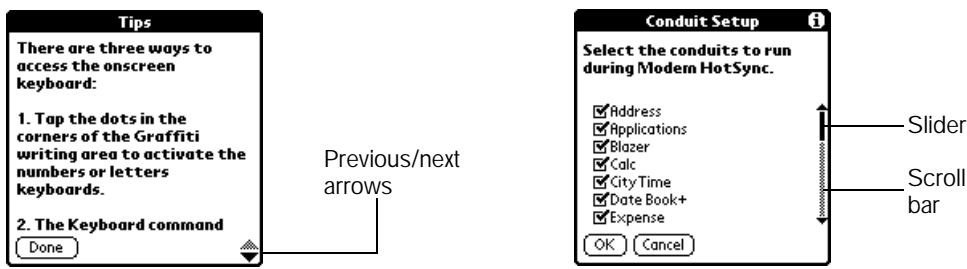 Tips
There are three ways to
access the onscreen
keyboard:
1. Tap the dots in the
corners of the Graffiti
writing area to activate the
numbers or letters
keyboards.
2. The Keyboard command
Done
Previous/next
arrows
Conduit Setup
Select the conduits to run
during Modem HotSync.
Address
Applications
Blazer
Calc
CityTime
Date Book+
Expense
OK Cancel
Slider
Scroll
bar